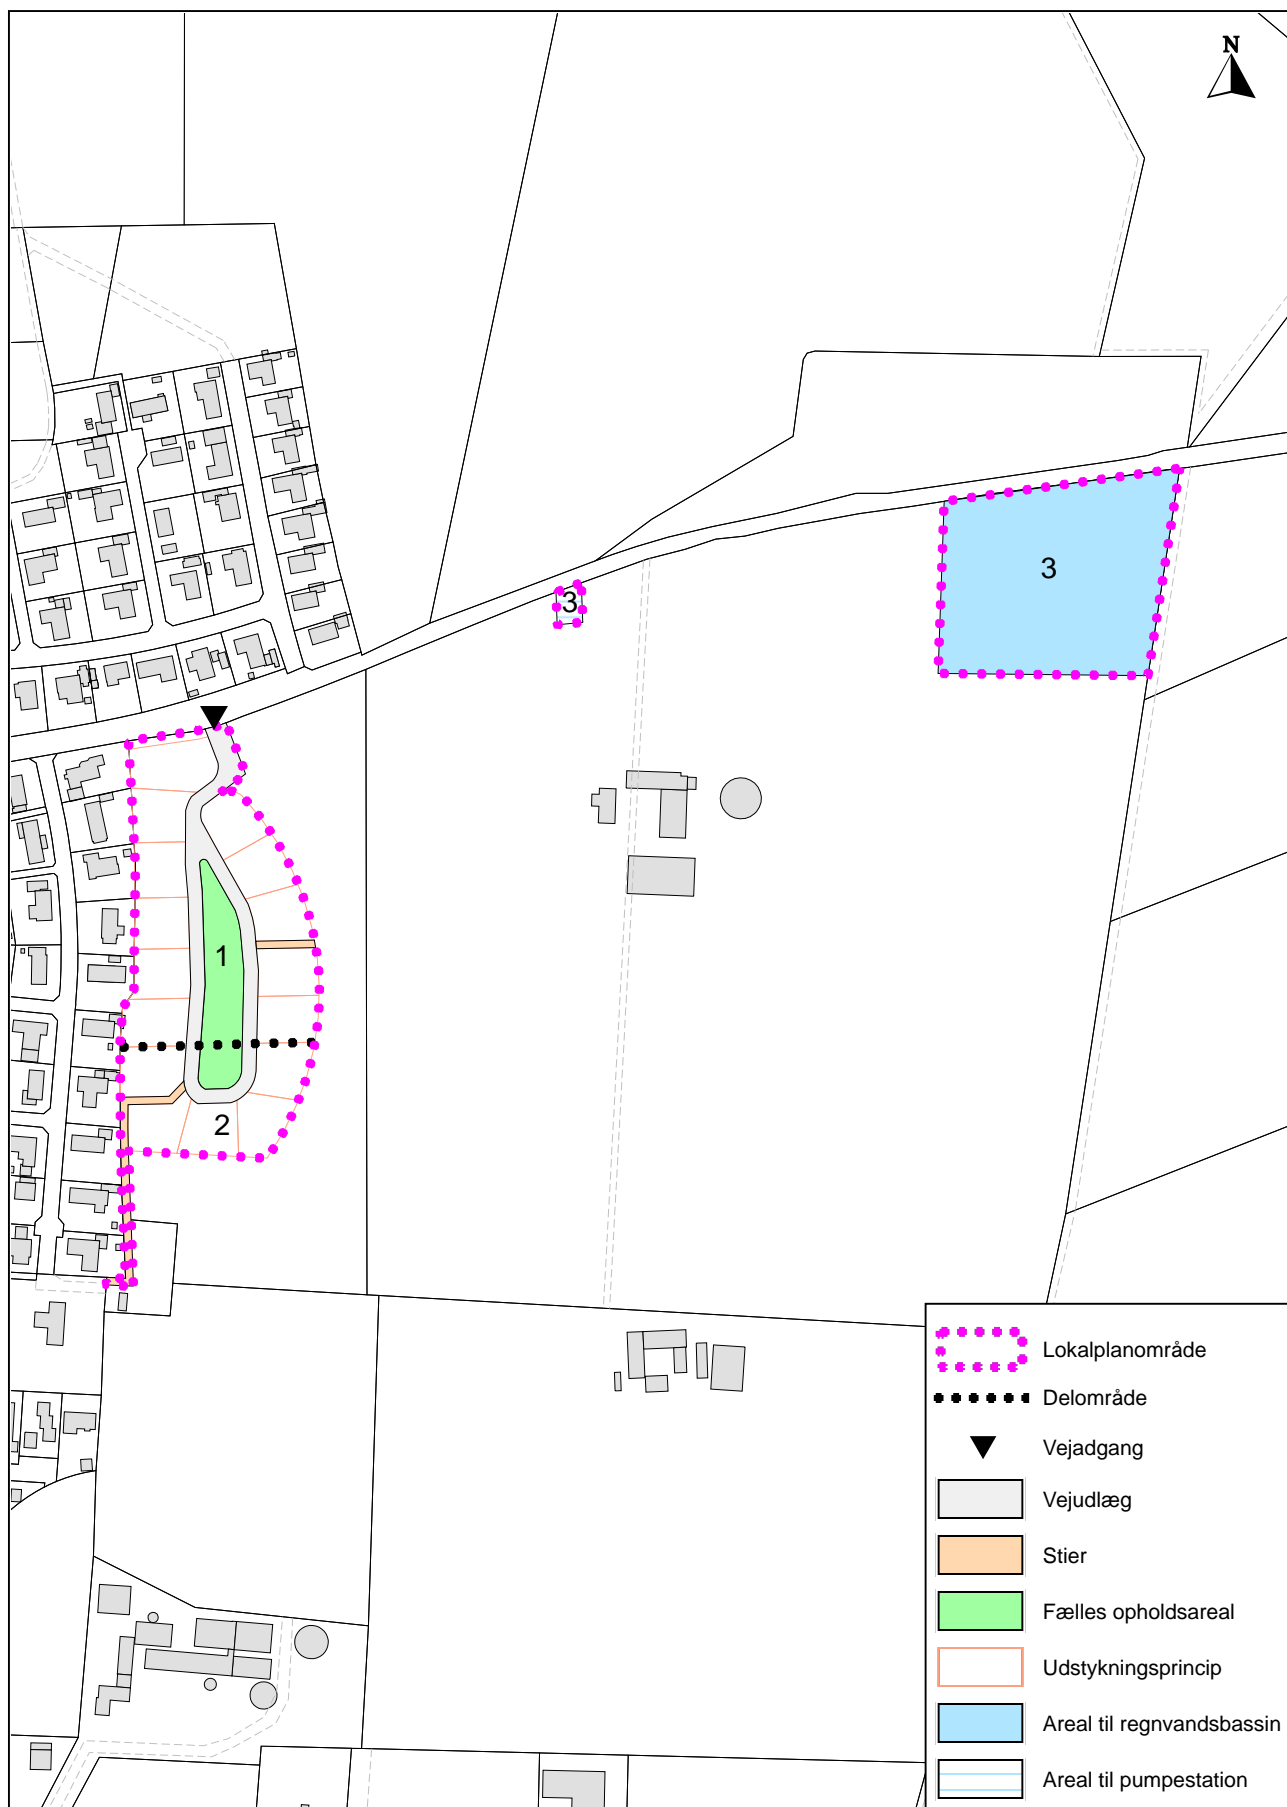 N
3
3
1
2
Lokalplanområde
Delområde
Vejadgang
Vejudlæg
Stier
Fælles opholdsareal
Udstykningsprincip
Areal til regnvandsbassin
Areal til pumpestation